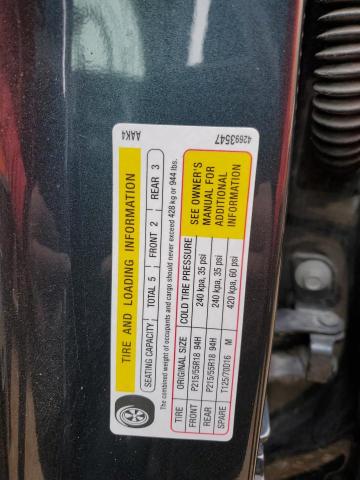 AAK4
42693547
TIRE AND LOADING INFORMATION
SEATING CAPACITY TOTAL 5 FRONT 2 REAR 3
The combined weight of occupants and cargo should never exceed 428 kg or 944 lbs.
TIRE ORIGINAL SIZE COLD TIRE PRESSURE
FRONT P215/55R18 94H 240 kpa, 35 psi
REAR P215/55R18 94H 240 kpa, 35 psi
SPARE T125/70D16 M 420 kpa, 60 psi
SEE OWNER'S
MANUAL FOR
ADDITIONAL
INFORMATION